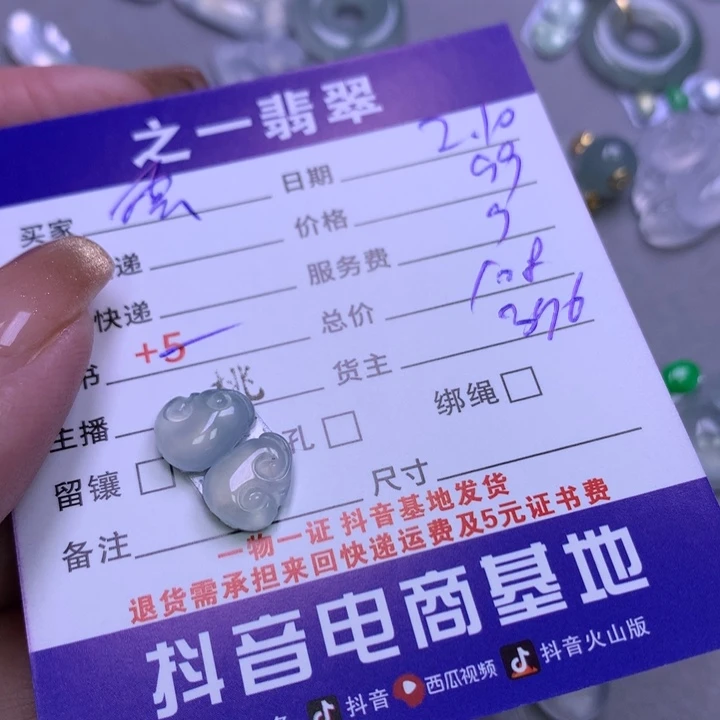 之一翡翠
买家 日期 2.10
递 价格 99
快递 服务费 9
书 +5 总价 108
主播 桃 货主 376
留镶 孔 绑绳
备注 尺寸
一物一证 抖音基地发货
退货需承担来回快递运费及5元证书费
抖音电商基地
抖音 西瓜视频 抖音火山版